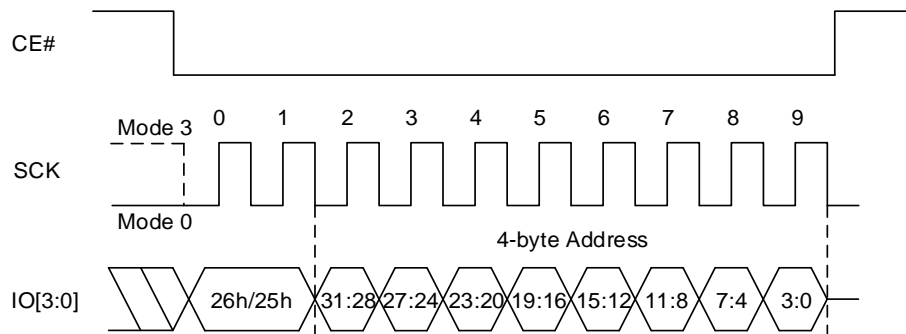 CE#
0 1 2 3 4 5 6 7 8 9
Mode 3
SCK
Mode 0
4-byte Address
IO[3:0] 26h/25h 31:28 27:24 23:20 19:16 15:12 11:8 7:4 3:0